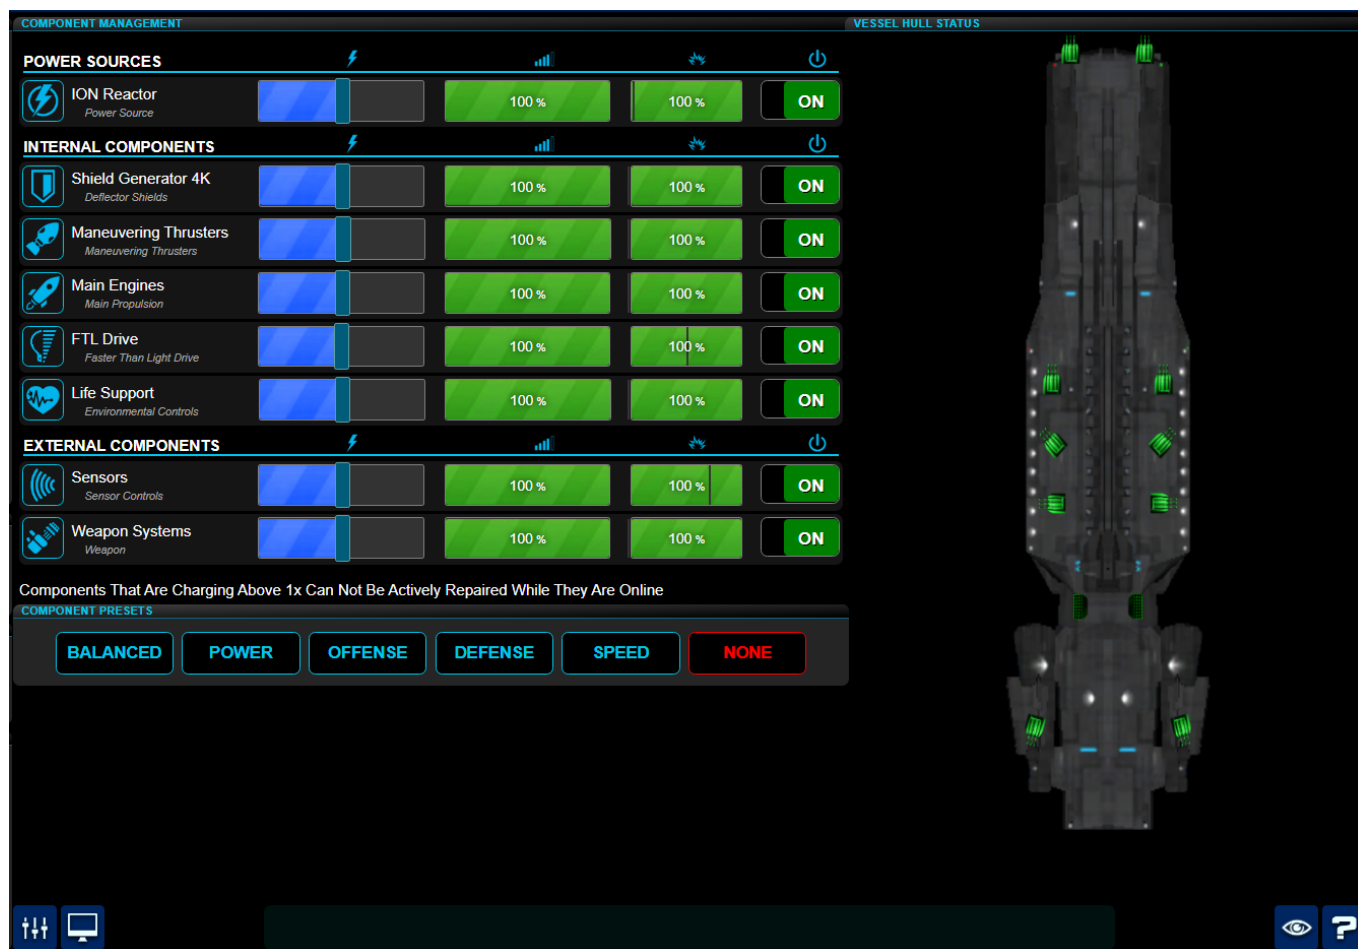 COMPONENT MANAGEMENT
VESSEL HULL STATUS
POWER SOURCES
ION Reactor
Power Source
100 %
100 %
ON
INTERNAL COMPONENTS
Shield Generator 4K
Deflector Shields
100 %
100 %
ON
Maneuvering Thrusters
Maneuvering Thrusters
100 %
100 %
ON
Main Engines
Main Propulsion
100 %
100 %
ON
FTL Drive
Faster Than Light Drive
100 %
100 %
ON
Life Support
Environmental Controls
100 %
100 %
ON
EXTERNAL COMPONENTS
Sensors
Sensor Controls
100 %
100 %
ON
Weapon Systems
Weapon
100 %
100 %
ON
Components That Are Charging Above 1x Can Not Be Actively Repaired While They Are Online
COMPONENT PRESETS
BALANCED
POWER
OFFENSE
DEFENSE
SPEED
NONE
?